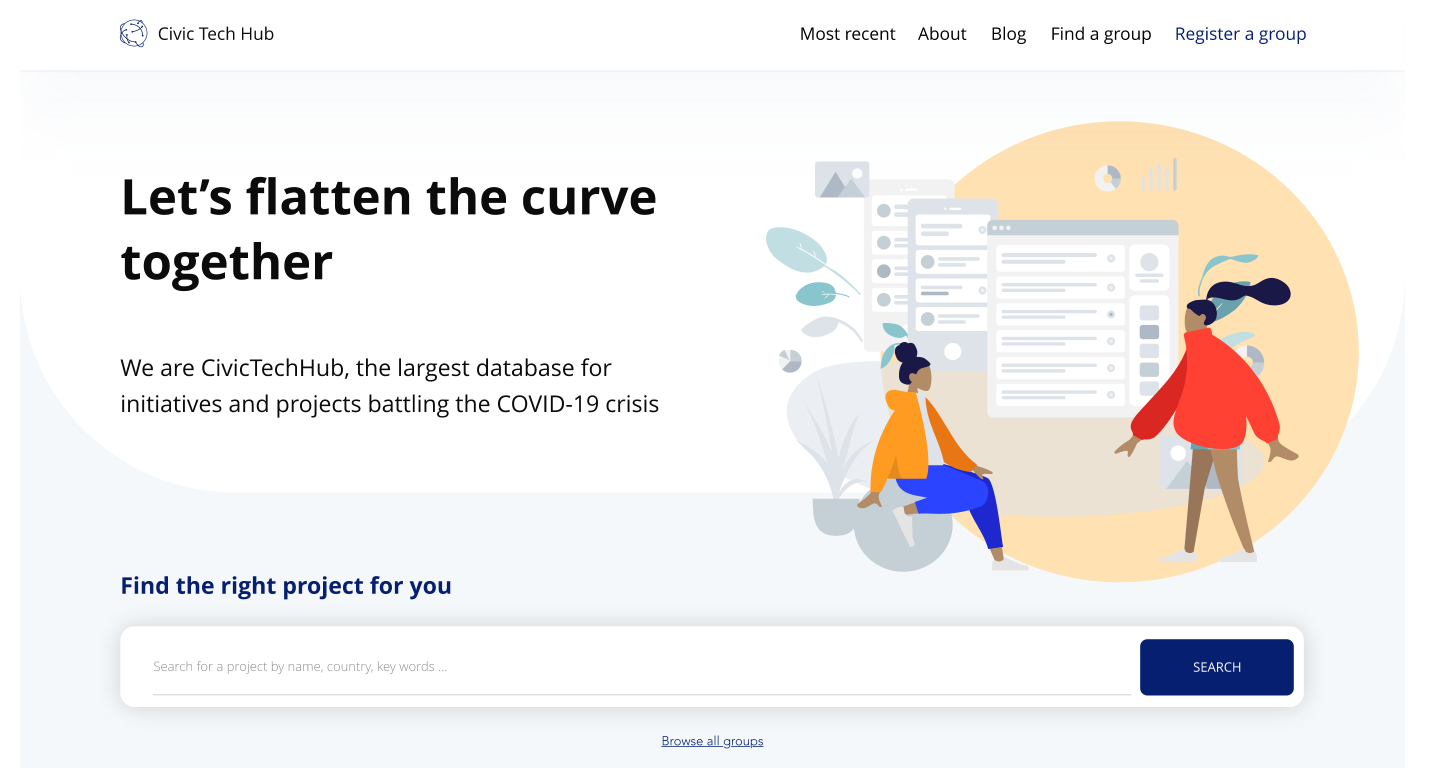 Civic Tech Hub
Most recent About Blog Find a group Register a group
Let’s flatten the curve
together
We are CivicTechHub, the largest database for
initiatives and projects battling the COVID-19 crisis
Find the right project for you
Search for a project by name, country, key words ...
SEARCH
Browse all groups